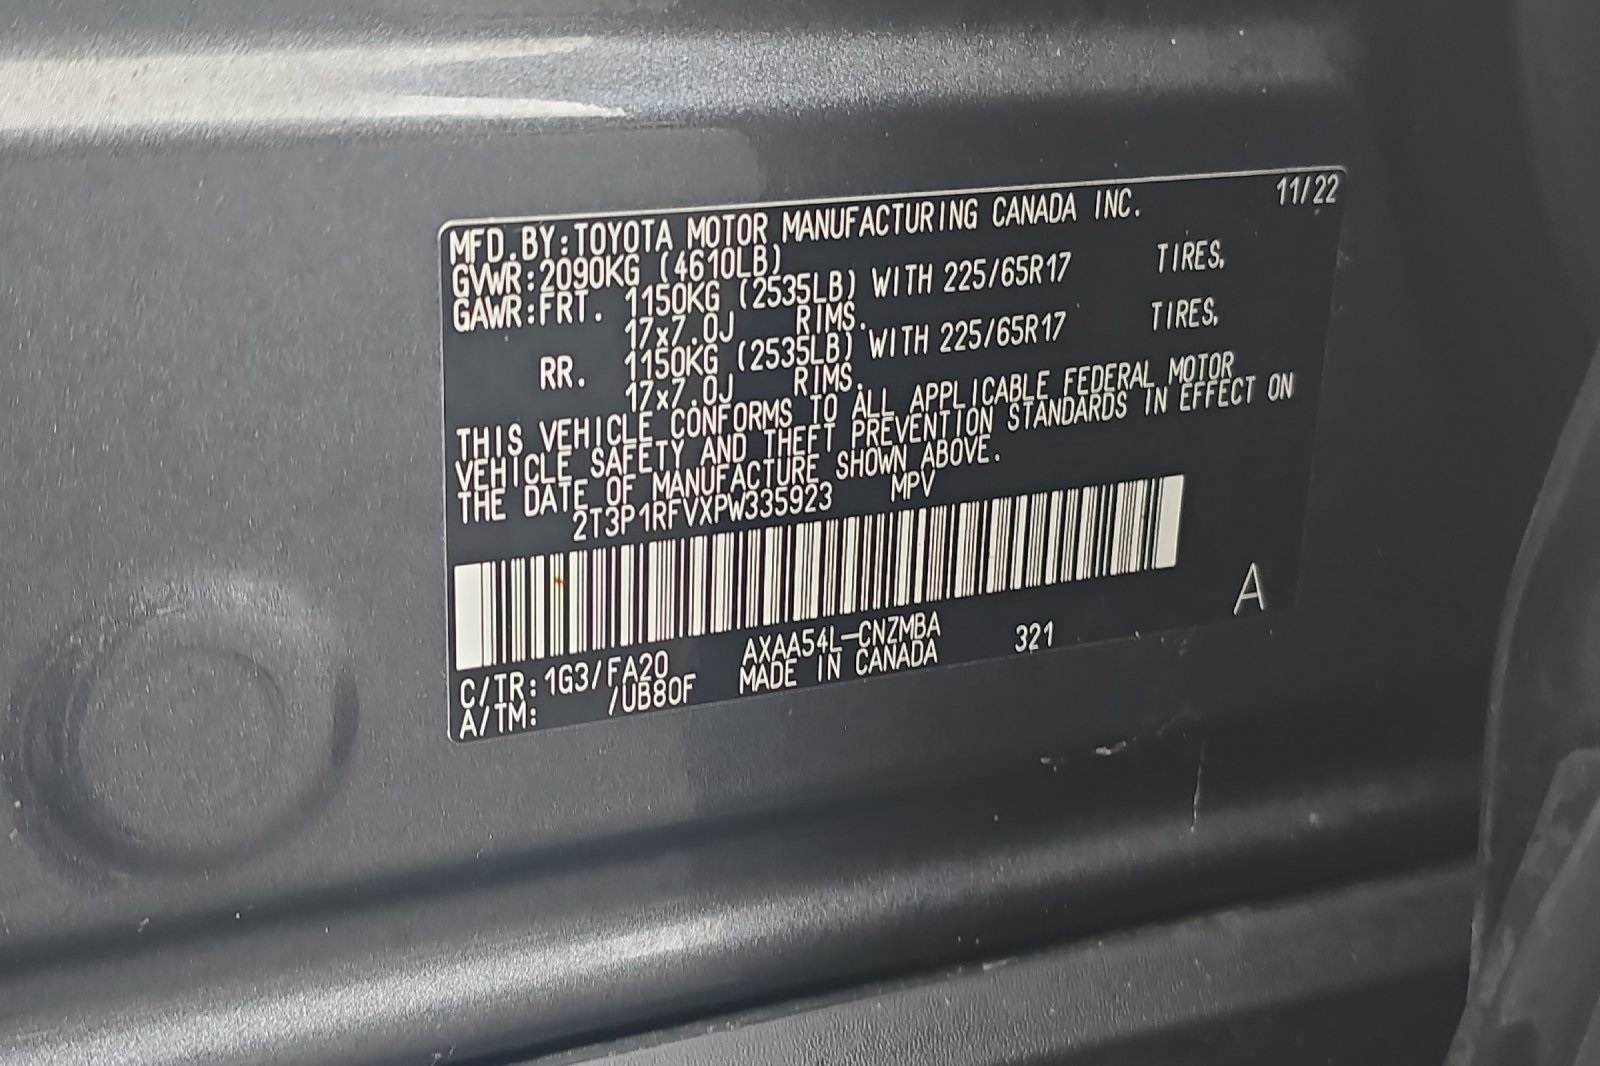 MFD.BY:TOYOTA MOTOR MANUFACTURING CANADA INC. 11/22
GVWR:2090KG (4610LB)
GAWR:FRT. 1150KG (2535LB) WITH 225/65R17 TIRES,
17x7.0J RIMS.
RR. 1150KG (2535LB) WITH 225/65R17 TIRES,
17x7.0J RIMS.
THIS VEHICLE CONFORMS TO ALL APPLICABLE FEDERAL MOTOR
VEHICLE SAFETY AND THEFT PREVENTION STANDARDS IN EFFECT ON
THE DATE OF MANUFACTURE SHOWN ABOVE.
2T3P1RFVXPW335923 MPV
A
C/TR:1G3/FA20 AXAA54L-CNZMBA 321
A/TM: /UB80F MADE IN CANADA